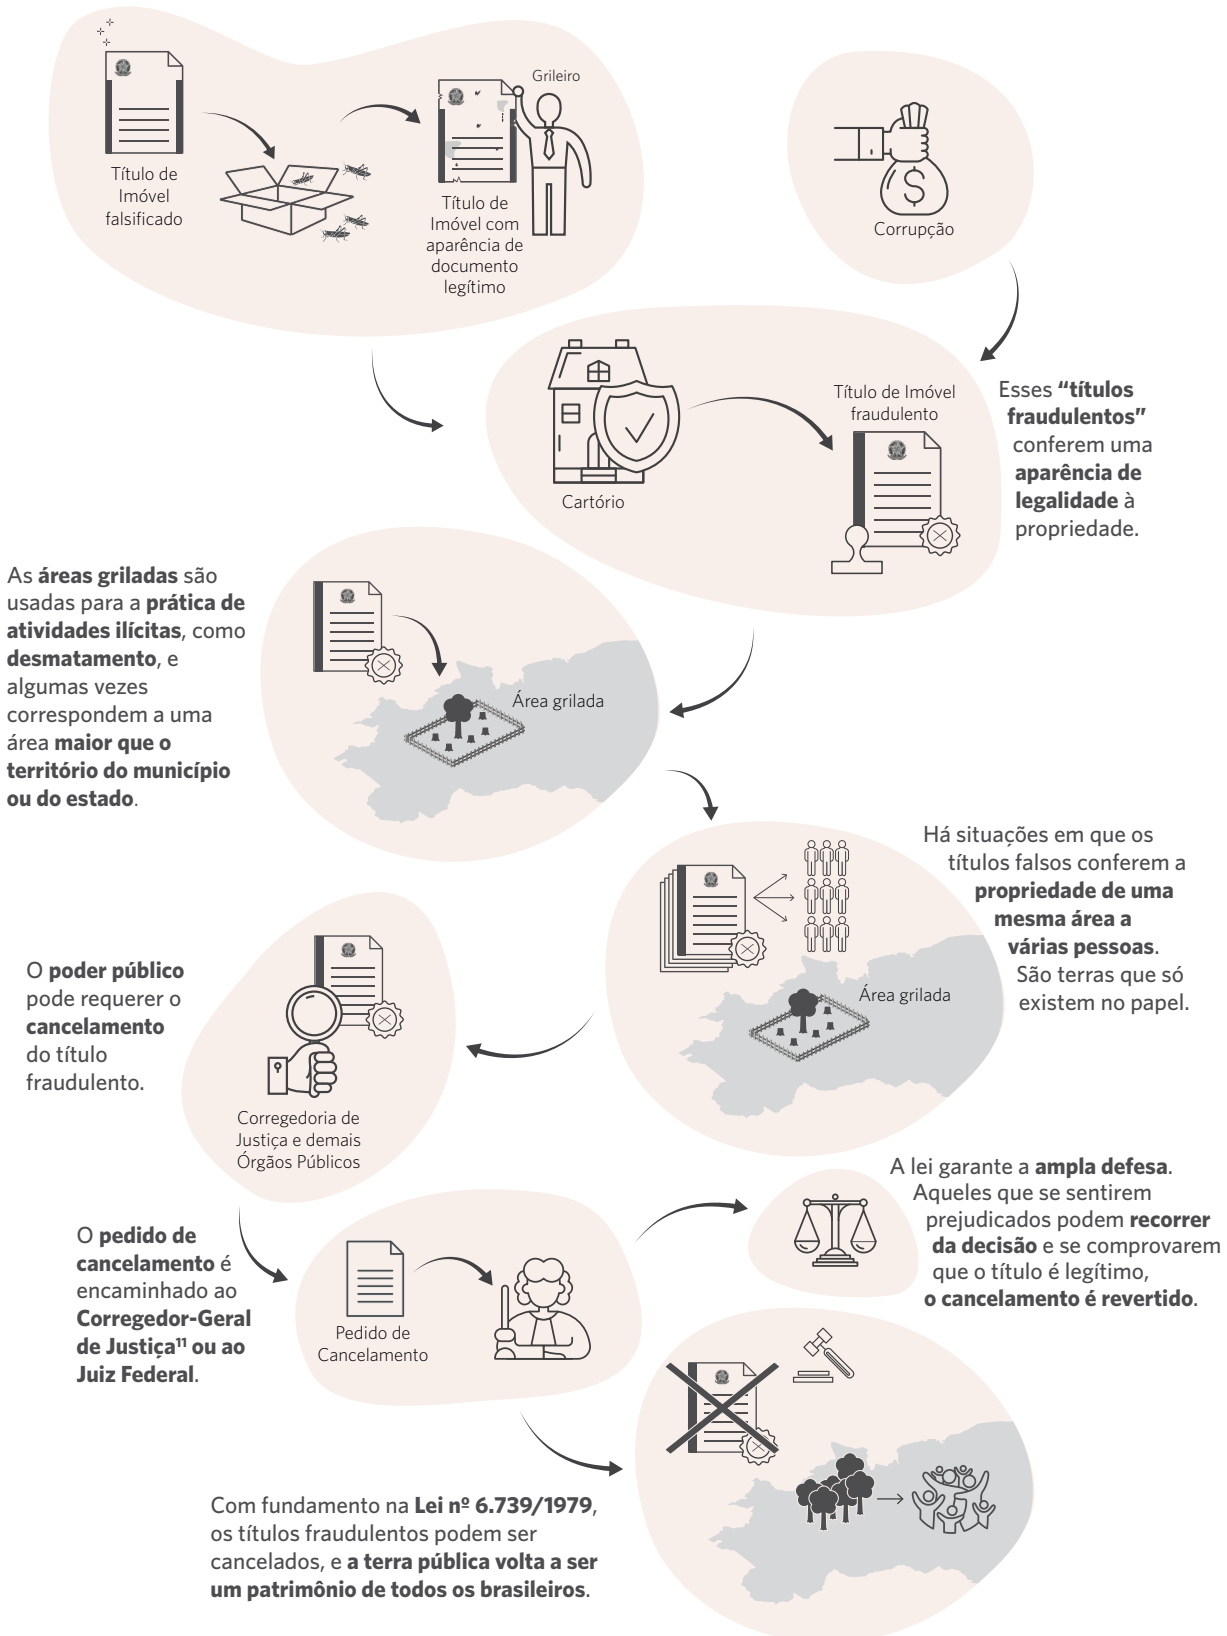 Título de
Imóvel
falsificado
Grileiro
Título de
Imóvel com
aparência de
documento
legítimo
Corrupção
Cartório
Título de Imóvel
fraudulento
Esses “títulos
fraudulentos”
conferem uma
aparência de
legalidade à
propriedade.
As áreas griladas são
usadas para a prática de
atividades ilícitas, como
desmatamento, e
algumas vezes
correspondem a uma
área maior que o
território do município
ou do estado.
Área grilada
Há situações em que os
títulos falsos conferem a
propriedade de uma
mesma área a
várias pessoas.
São terras que só
existem no papel.
Área grilada
O poder público
pode requerer o
cancelamento
do título
fraudulento.
Corregedoria de
Justiça e demais
Órgãos Públicos
O pedido de
cancelamento é
encaminhado ao
Corregedor-Geral
de Justiça¹¹ ou ao
Juiz Federal.
Pedido de
Cancelamento
A lei garante a ampla defesa.
Aqueles que se sentirem
prejudicados podem recorrer
da decisão e se comprovarem
que o título é legítimo,
o cancelamento é revertido.
Com fundamento na Lei nº 6.739/1979,
os títulos fraudulentos podem ser
cancelados, e a terra pública volta a ser
um patrimônio de todos os brasileiros.